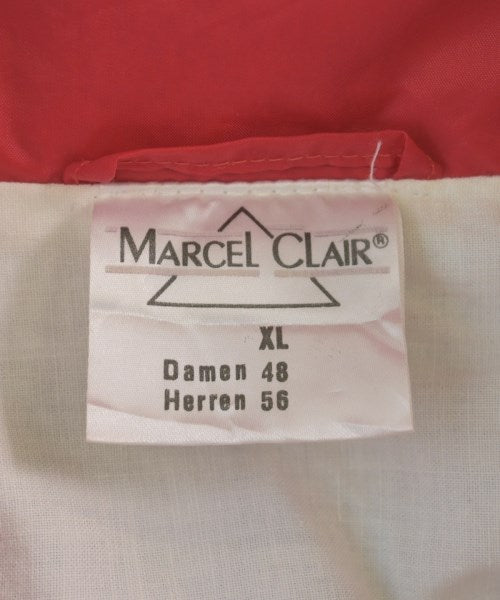 MARCEL CLAIR®
XL
Damen 48
Herren 56